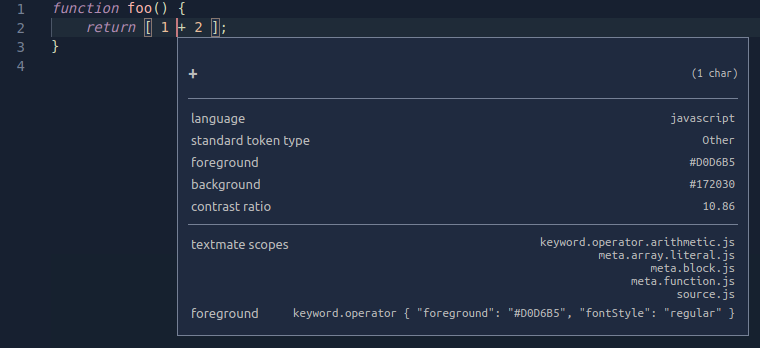 1 function foo() {
2 return [ 1 + 2 ];
3 }
4
+ (1 char)
language javascript
standard token type Other
foreground #D0D6B5
background #172030
contrast ratio 10.86
textmate scopes keyword.operator.arithmetic.js
meta.array.literal.js
meta.block.js
meta.function.js
source.js
foreground keyword.operator { "foreground": "#D0D6B5", "fontStyle": "regular" }